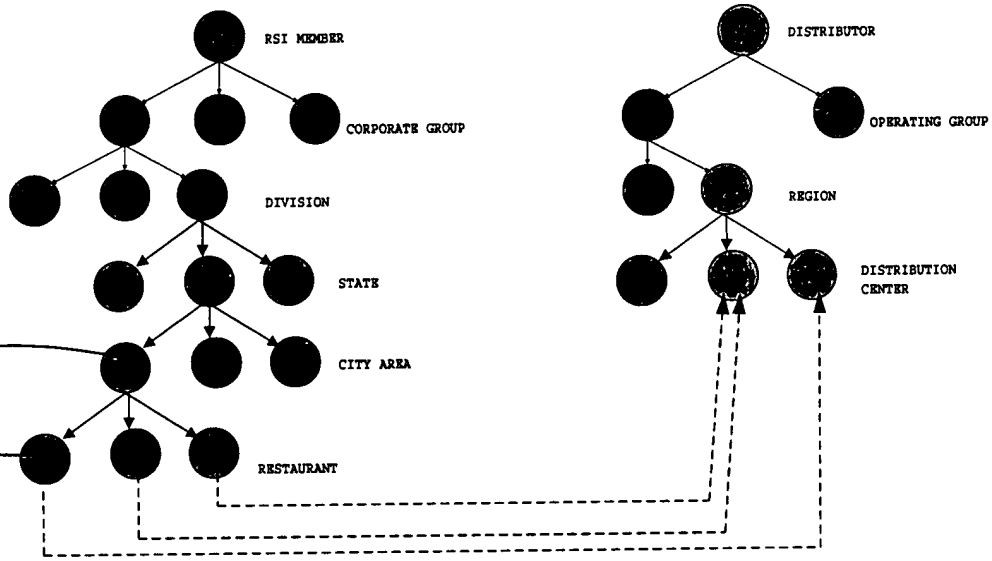 RSI MEMBER
DISTRIBUTOR
CORPORATE GROUP
OPERATING GROUP
DIVISION
REGION
STATE
DISTRIBUTION
CENTER
CITY AREA
RESTAURANT